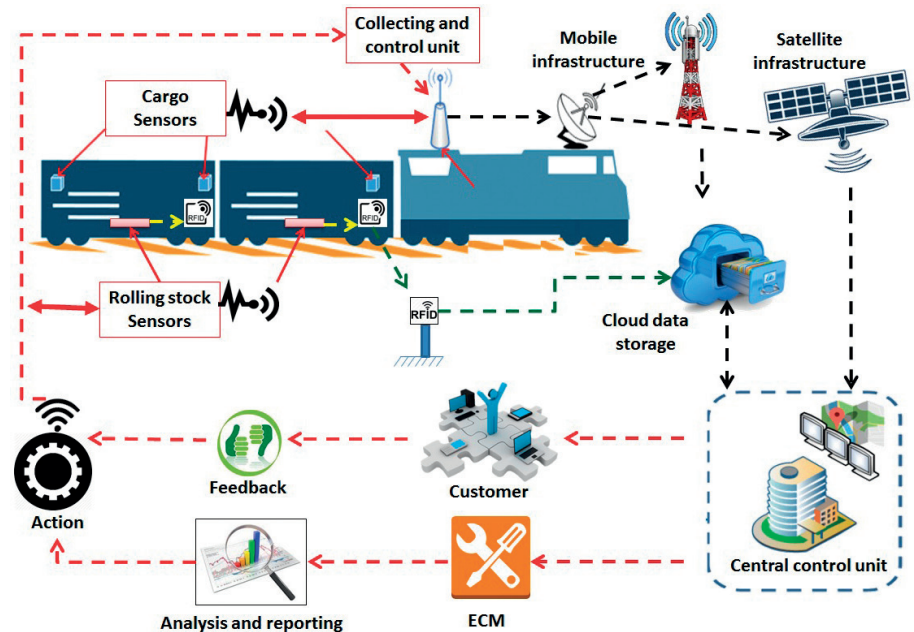 Collecting and
control unit
Mobile
infrastructure
Satellite
infrastructure
Cargo
Sensors
RFID
RFID
Rolling stock
Sensors
RFID
Cloud data
storage
Feedback
Customer
Action
Central control unit
Analysis and reporting
ECM